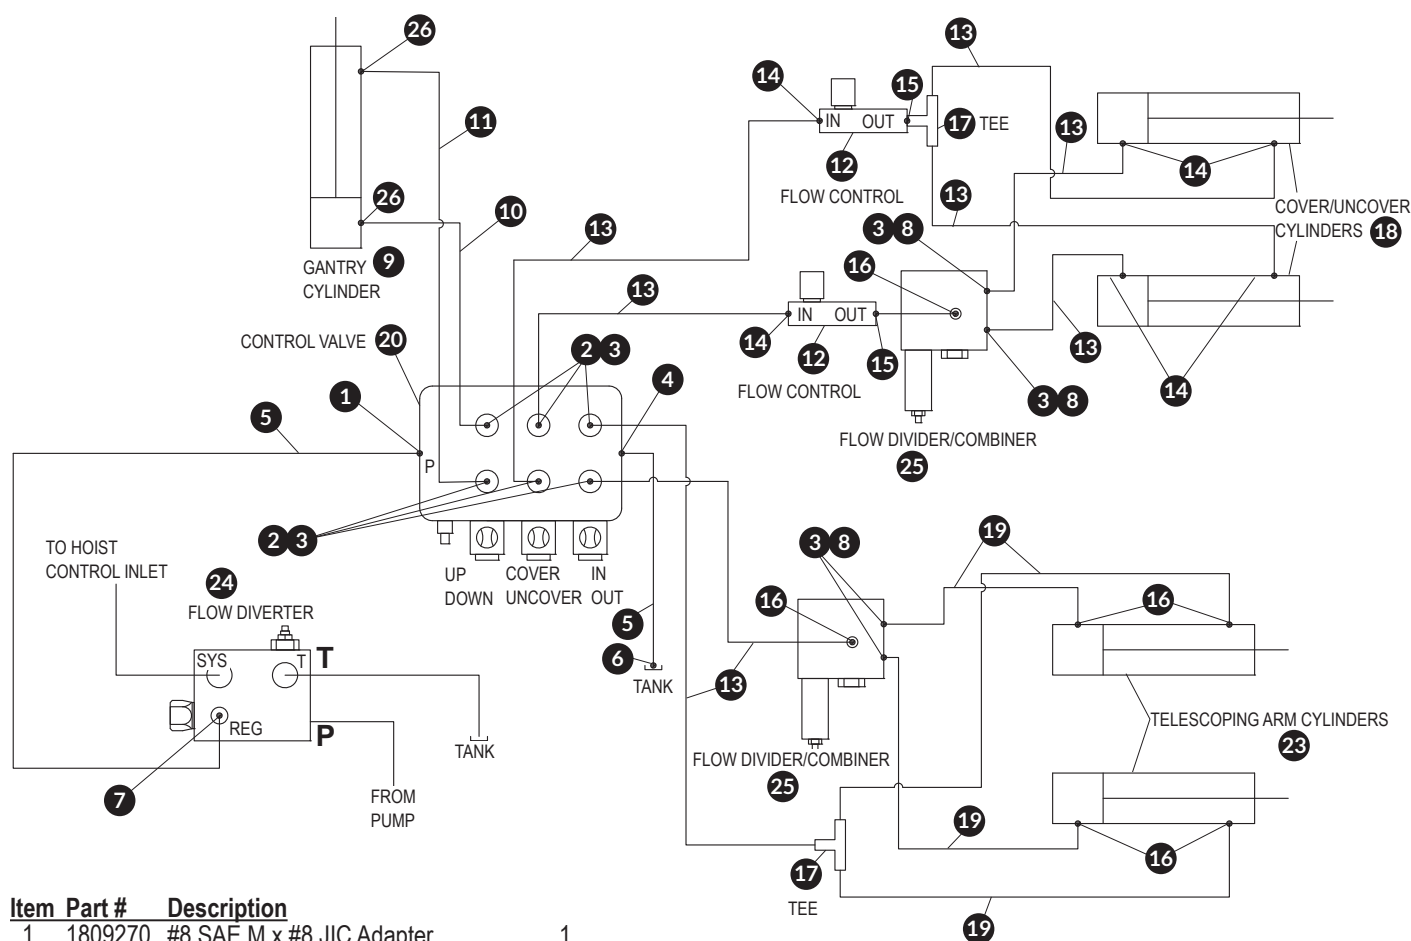 26
13
14
15
IN OUT
17 TEE
11
12
13
14
FLOW CONTROL
26
10
13
COVER/UNCOVER
CYLINDERS 18
3 8
13
16
GANTRY 9
CYLINDER
13
IN OUT
CONTROL VALVE 20
2 3
14
12
15
13
4
FLOW CONTROL
14
1
3 8
5
FLOW DIVIDER/COMBINER
25
P
2 3
TO HOIST
CONTROL INLET
UP
DOWN
COVER
UNCOVER
IN
OUT
3 8
19
24
FLOW DIVERTER
16
16
5
6
TANK
13
SYS
T
T
REG
P
TANK
TELESCOPING ARM CYLINDERS
23
FLOW DIVIDER/COMBINER
25
7
FROM
PUMP
19
16
17
TEE
19
Item Part # Description
1 1809270 #8 SAE M x #8 JIC Adapter 1